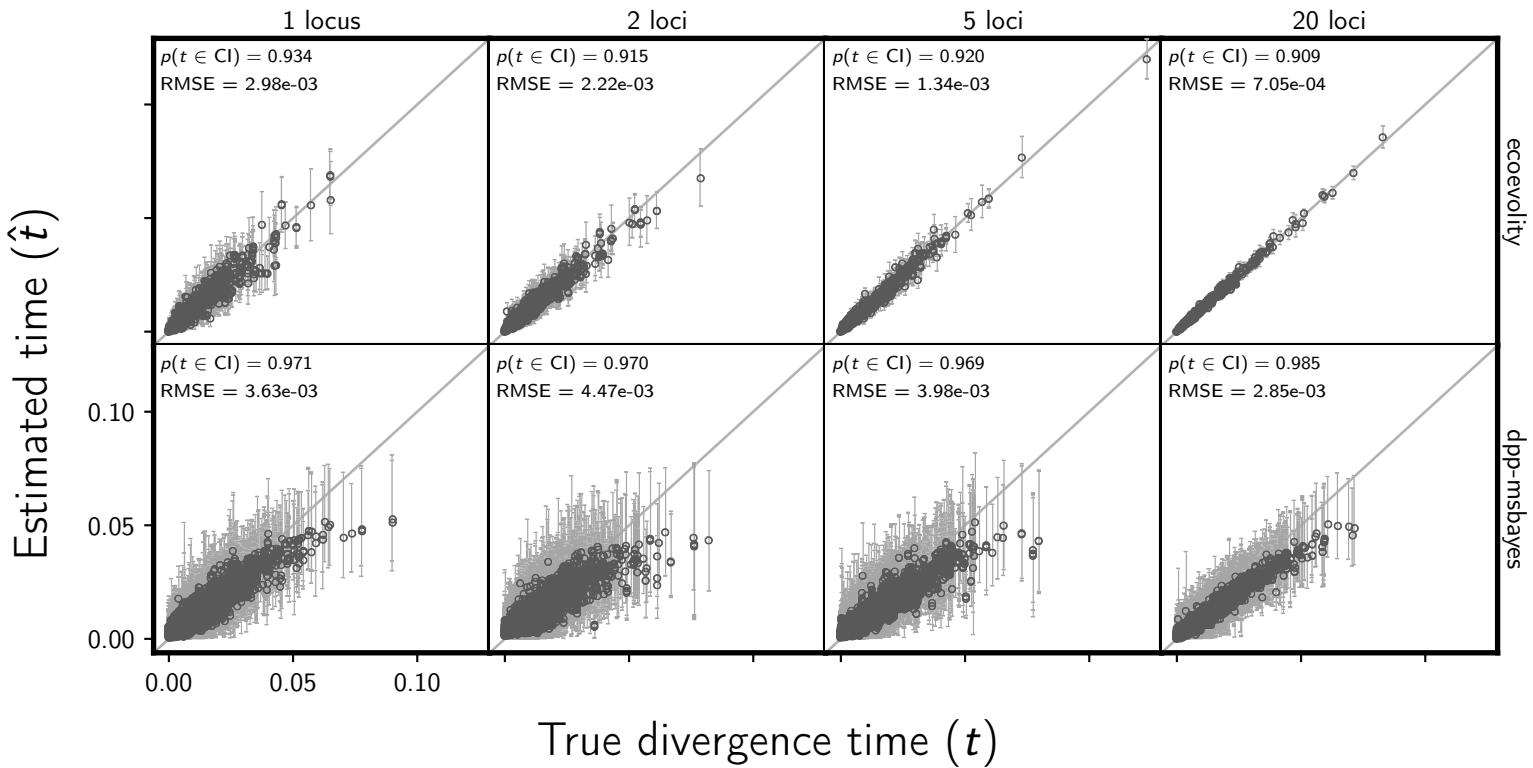 1 locus
2 loci
5 loci
20 loci
p(t ∈ CI) = 0.934
RMSE = 2.98e-03
p(t ∈ CI) = 0.915
RMSE = 2.22e-03
p(t ∈ CI) = 0.920
RMSE = 1.34e-03
p(t ∈ CI) = 0.909
RMSE = 7.05e-04
ecoevolity
p(t ∈ CI) = 0.971
RMSE = 3.63e-03
p(t ∈ CI) = 0.970
RMSE = 4.47e-03
p(t ∈ CI) = 0.969
RMSE = 3.98e-03
p(t ∈ CI) = 0.985
RMSE = 2.85e-03
dpp-msbayes
Estimated time (t̂)
0.10
0.05
0.00
0.00
0.05
0.10
True divergence time (t)